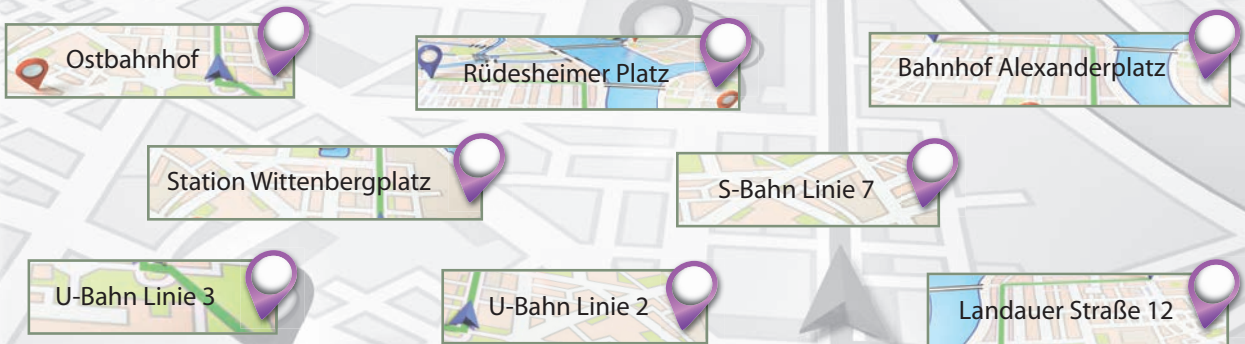 Ostbahnhof
Rüdesheimer Platz
Bahnhof Alexanderplatz
Station Wittenbergplatz
S-Bahn Linie 7
U-Bahn Linie 3
U-Bahn Linie 2
Landauer Straße 12